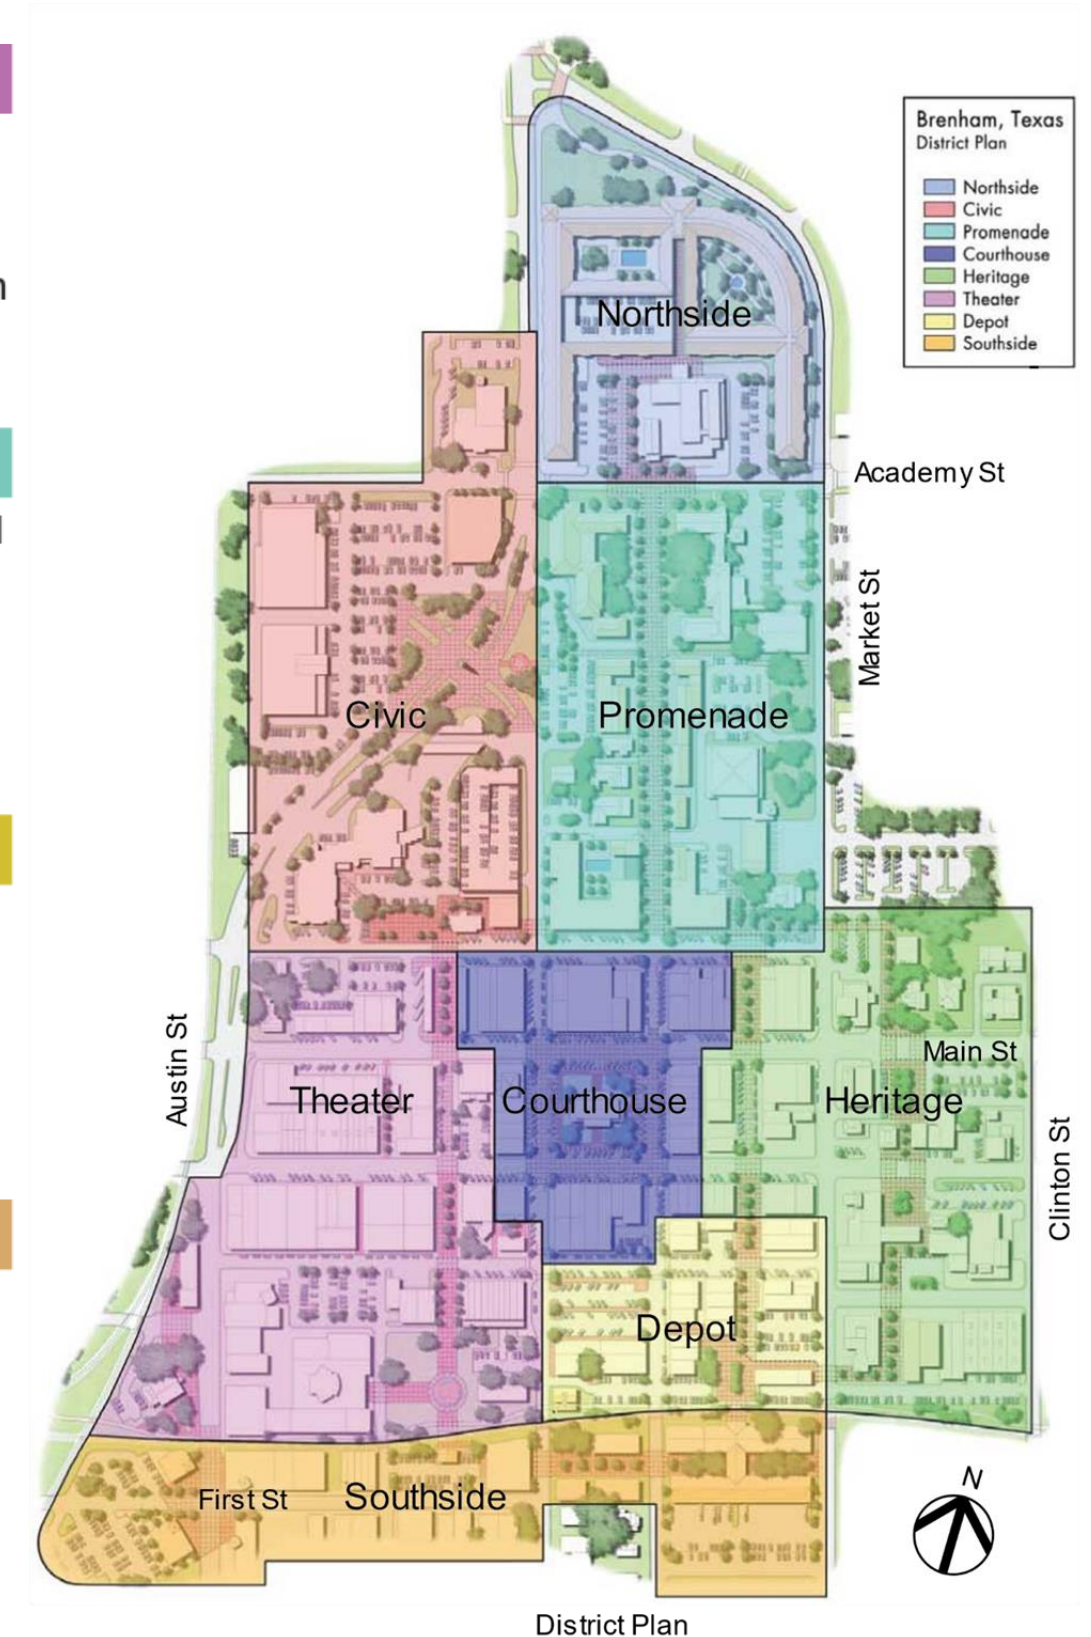 Brenham, Texas
District Plan
Northside
Civic
Promenade
Courthouse
Heritage
Theater
Depot
Southside
Northside
Academy St
Market St
Civic
Promenade
Austin St
Main St
Theater
Courthouse
Heritage
Clinton St
Depot
First St
Southside
N
District Plan